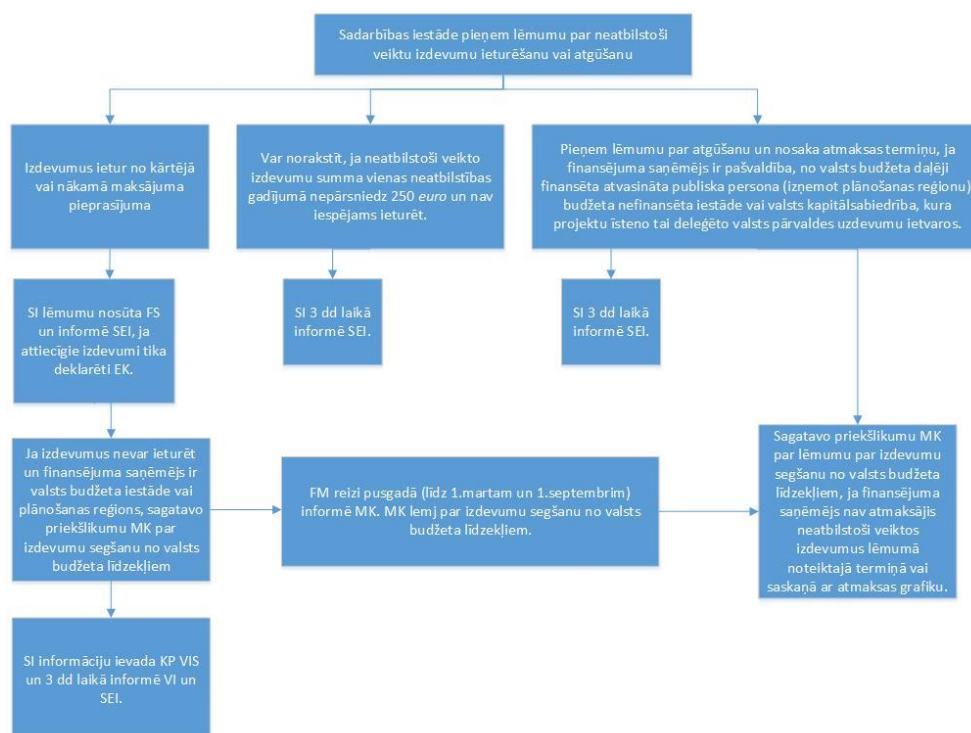 Sadarbības iestāde pieņem lēmumu par neatbilstoši
veiktu izdevumu ieturēšanu vai atgūšanu
Izdevumus ietur no kārtējā
vai nākamā maksājuma
pieprasījuma
Var norakstīt, ja neatbilstoši veikto
izdevumu summa vienas neatbilstības
gadījumā nepārsniedz 250 euro un nav
iespējams ieturēt.
Pieņem lēmumu par atgūšanu un nosaka atmaksas termiņu, ja
finansējuma saņēmējs ir pašvaldība, no valsts budžeta daļēji
finansēta atvasināta publiska persona (izņemot plānošanas reģionu)
budžeta nefinansēta iestāde vai valsts kapitālsabiedrība, kura
projektu īsteno tai deleģēto valsts pārvaldes uzdevumu ietvaros.
SI lēmumu nosūta FS
un informē SEI, ja
attiecīgie izdevumi tika
deklarēti EK.
SI 3 dd laikā
informē SEI.
SI 3 dd laikā
informē SEI.
Ja izdevumus nevar ieturēt
un finansējuma saņēmējs ir
valsts budžeta iestāde vai
plānošanas reģions, sagatavo
priekšlikumu MK par
izdevumu segšanu no valsts
budžeta līdzekļiem
FM reizi pusgadā (līdz 1.martam un 1.septembrim)
informē MK. MK lemj par izdevumu segšanu no valsts
budžeta līdzekļiem.
Sagatavo priekšlikumu MK
par lēmumu par izdevumu
segšanu no valsts budžeta
līdzekļiem, ja finansējuma
saņēmējs nav atmaksājis
neatbilstoši veiktos
izdevumus lēmumā
noteiktajā termiņā vai
saskaņā ar atmaksas grafiku.
SI informāciju ievada KP VIS
un 3 dd laikā informē VI un
SEI.